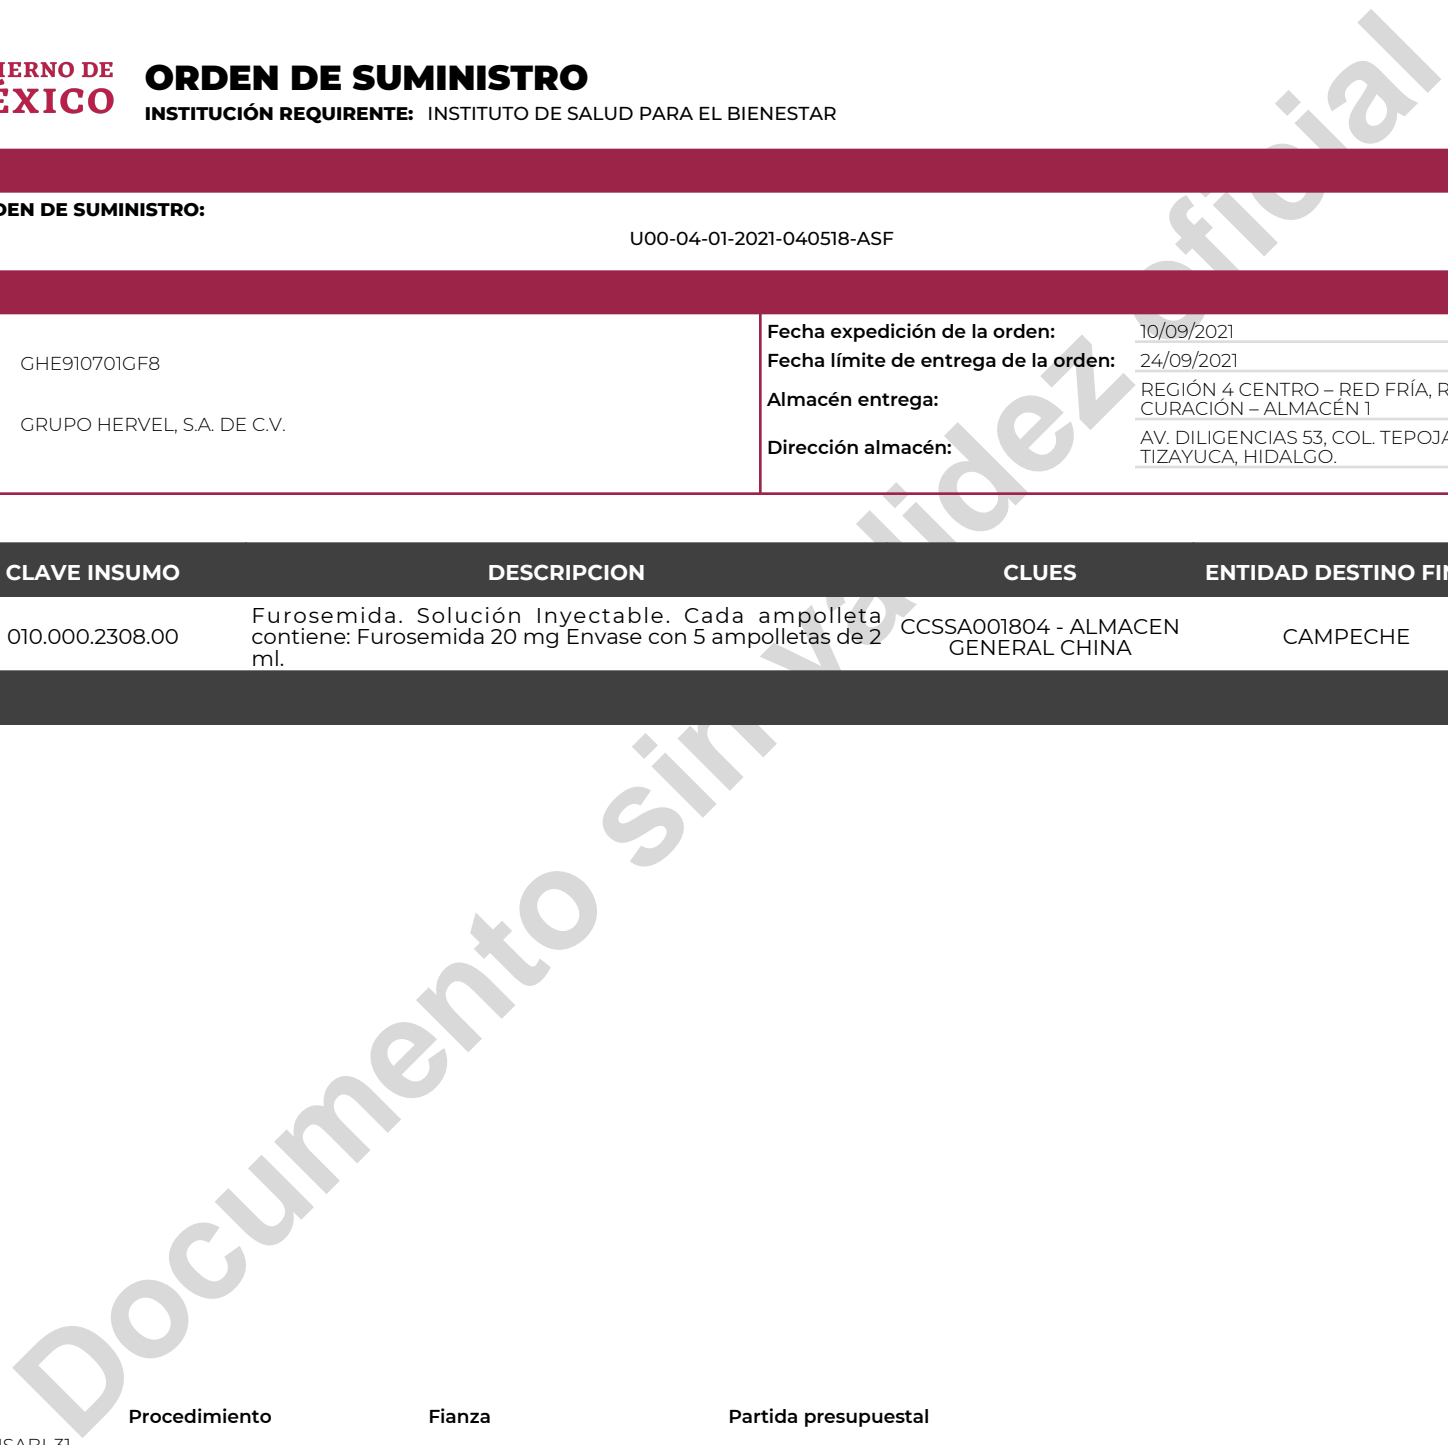 IERNO DE
ÉXICO
ORDEN DE SUMINISTRO
INSTITUCIÓN REQUIRENTE: INSTITUTO DE SALUD PARA EL BIENESTAR
DEN DE SUMINISTRO:
U00-04-01-2021-040518-ASF
GHE910701GF8
GRUPO HERVEL, S.A. DE C.V.
Fecha expedición de la orden: 10/09/2021
Fecha límite de entrega de la orden: 24/09/2021
Almacén entrega: REGIÓN 4 CENTRO – RED FRÍA, R
CURACIÓN – ALMACÉN 1
Dirección almacén: AV. DILIGENCIAS 53, COL. TEPOJA
TIZAYUCA, HIDALGO.
CLAVE INSUMO DESCRIPCION CLUES ENTIDAD DESTINO FIN
010.000.2308.00
Furosemida. Solución Inyectable. Cada ampolleta
contiene: Furosemida 20 mg Envase con 5 ampolletas de 2
ml.
CCSSA001804 - ALMACEN
GENERAL CHINA
CAMPECHE
Documento sin validez oficial
Procedimiento Fianza Partida presupuestal